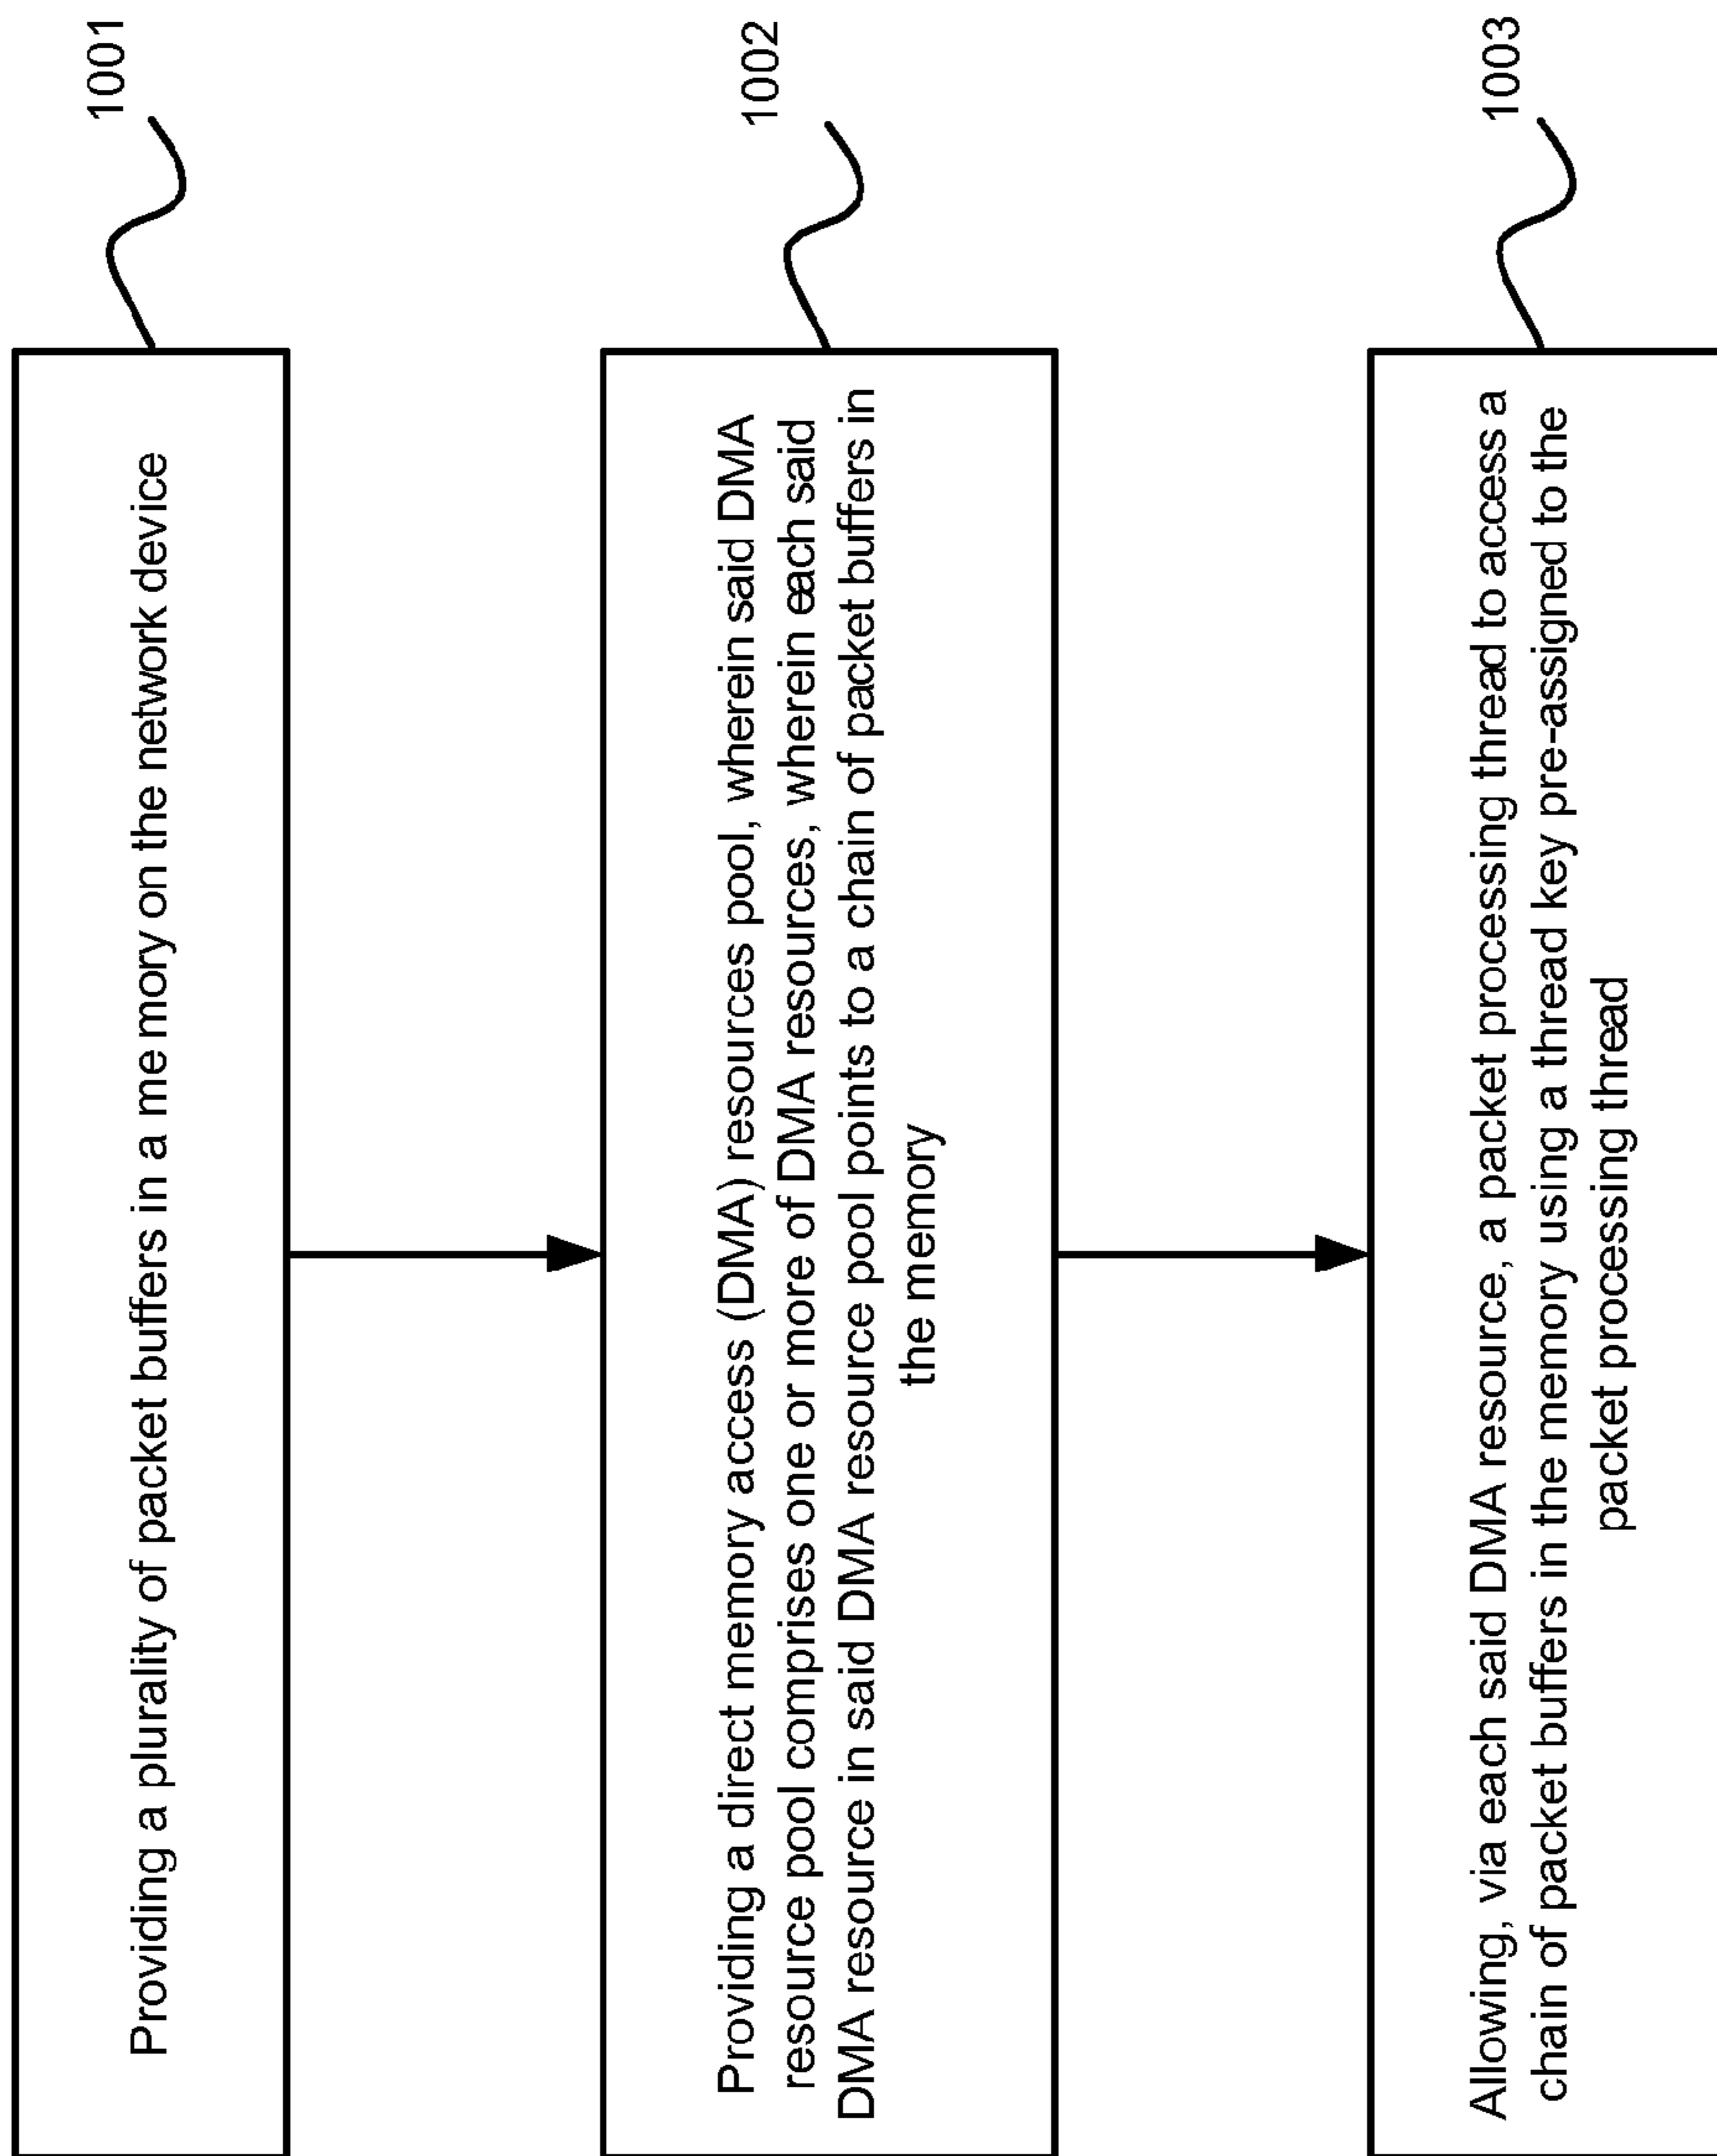 Providing a plurality of packet buffers in a memory on the network device
1001
Providing a direct memory access (DMA) resources pool, wherein said DMA
resource pool comprises one or more of DMA resources, wherein each said
DMA resource in said DMA resource pool points to a chain of packet buffers in
the memory
1002
Allowing, via each said DMA resource, a packet processing thread to access a
chain of packet buffers in the memory using a thread key pre-assigned to the
packet processing thread
1003